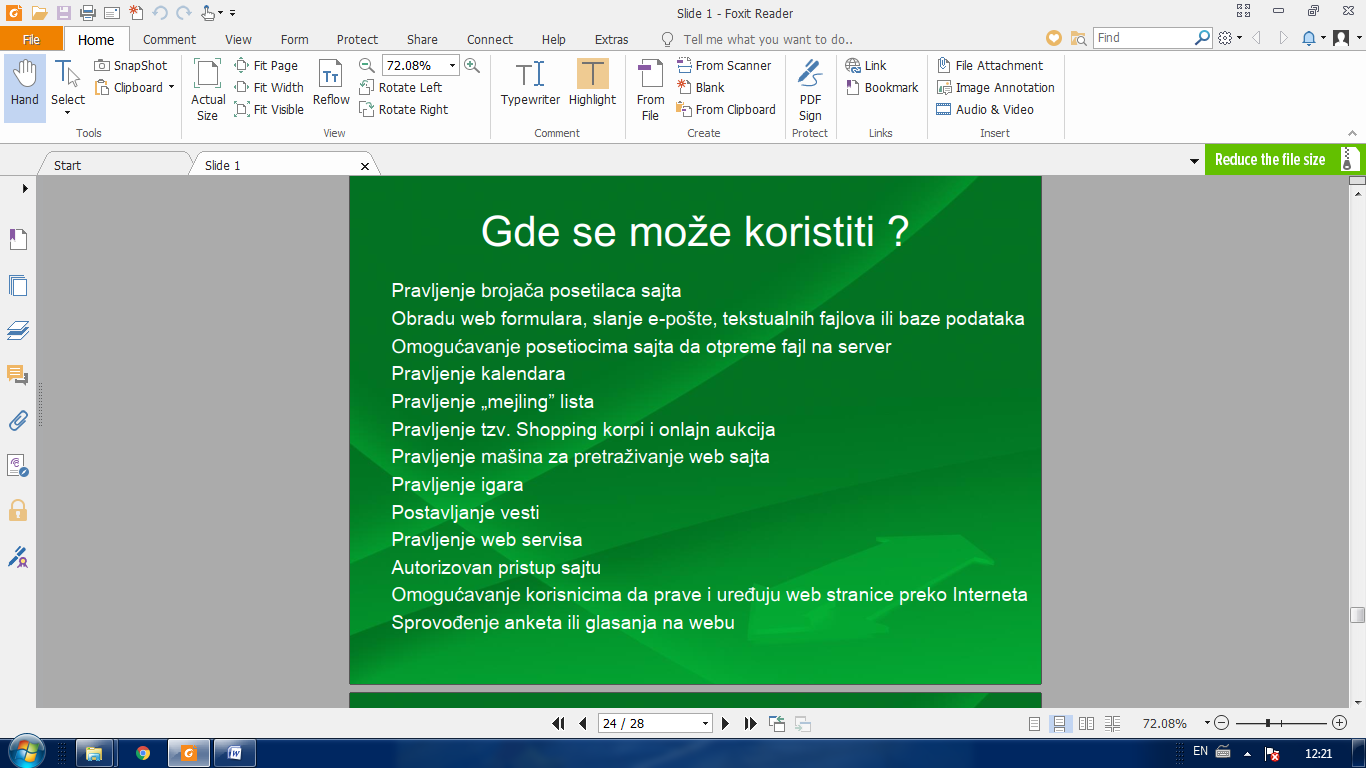 Slide 1 - Foxit Reader
File Home Comment View Form Protect Share Connect Help Extras Tell me what you want to do.. Find
Hand
Select
SnapShot
Clipboard
Tools
Actual Size
Fit Page
Fit Width
Fit Visible
Reflow
72.08%
Rotate Left
Rotate Right
View
Typewriter
Highlight
Comment
From File
From Scanner
Blank
From Clipboard
Create
PDF Sign
Protect
Link
Bookmark
Links
File Attachment
Image Annotation
Audio & Video
Insert
Start
Slide 1
Reduce the file size
Gde se može koristiti ?
Pravljenje brojača posetilaca sajta
Obradu web formulara, slanje e-pošte, tekstualnih fajlova ili baze podataka
Omogućavanje posetiocima sajta da otpreme fajl na server
Pravljenje kalendara
Pravljenje „mejling” lista
Pravljenje tzv. Shopping korpi i onlajn aukcija
Pravljenje mašina za pretraživanje web sajta
Pravljenje igara
Postavljanje vesti
Pravljenje web servisa
Autorizovan pristup sajtu
Omogućavanje korisnicima da prave i uređuju web stranice preko Interneta
Sprovođenje anketa ili glasanja na webu
24 / 28
72.08%
EN
12:21